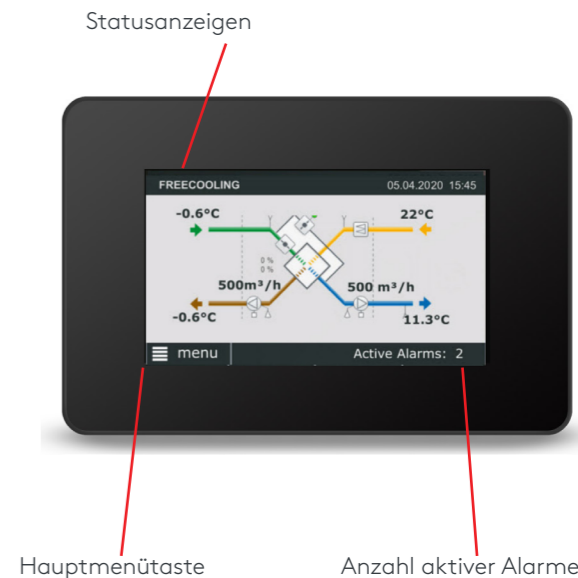 Statusanzeigen
FREECOOLING 05.04.2020 15:45
-0.6°C 22°C
0 %
0 %
500m³/h 500 m³/h
-0.6°C 11.3°C
menu Active Alarms: 2
Hauptmenütaste Anzahl aktiver Alarme